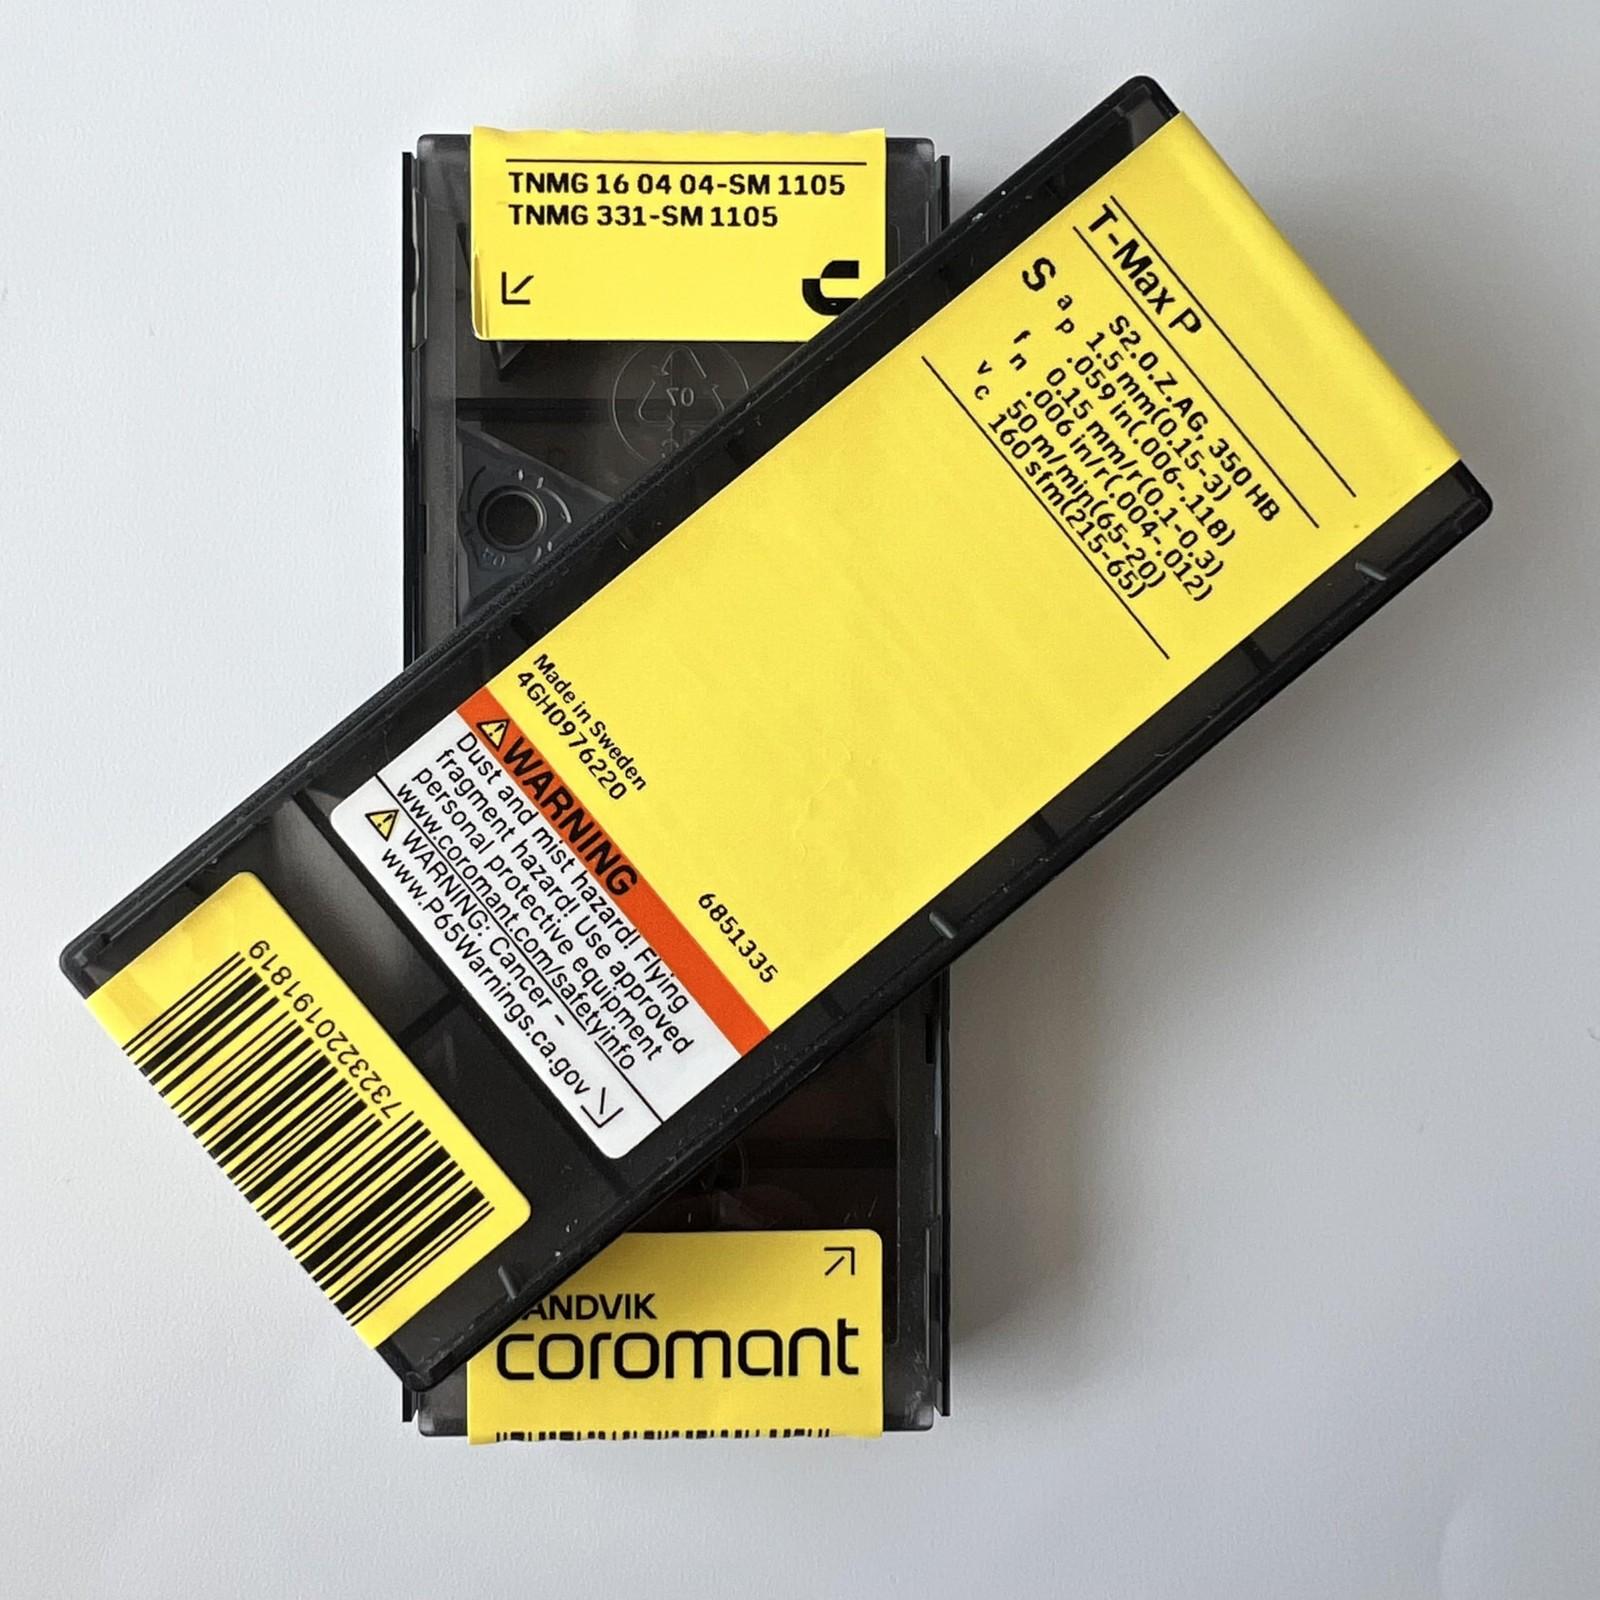 TNMG 16 04 04-SM 1105
TNMG 331-SM 1105
T-Max P
S
S2.0.Z.AG, 350 HB
ap 1.5 mm(0.15-3)
.059 in(.006-.118)
fn 0.15 mm/r(0.1-0.3)
.006 in/r(.004-.012)
vc 50 m/min(65-20)
160 sfm(215-65)
Made in Sweden
4GH0976220
6851335
WARNING
Dust and mist hazard! Flying
fragment hazard! Use approved
personal protective equipment
www.coromant.com/safetyinfo
WARNING: Cancer –
www.P65Warnings.ca.gov
7323220191819
ANDVIK
coromant
07